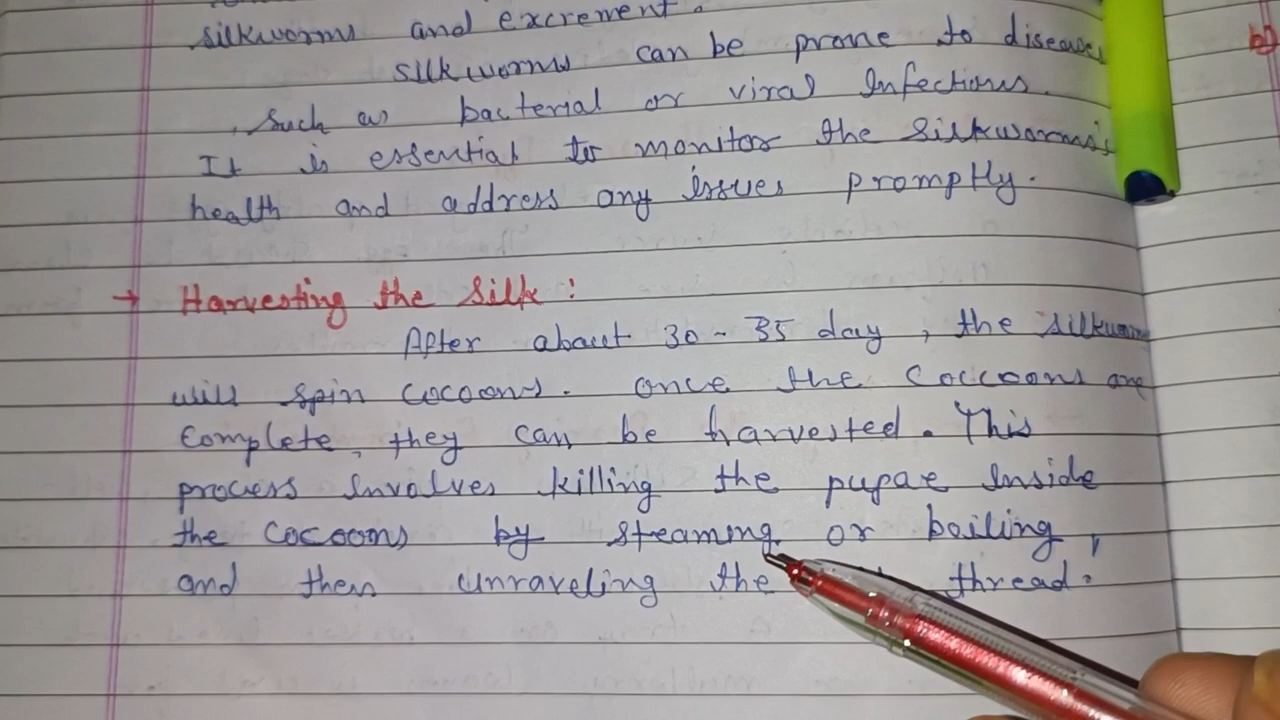 silkworms and excrement.
silkworms can be prone to diseases
such as bacterial or viral Infections.
It is essential to monitor the silkworms's
health and address any issues promptly.
→ Harvesting the silk :
After about 30-35 day, the silkworm
will spin cocoons. once the coccoons are
complete, they can be harvested. This
process Involves killing the pupae Inside
the cocoons by steaming or boiling,
and then unraveling the thread.
b)